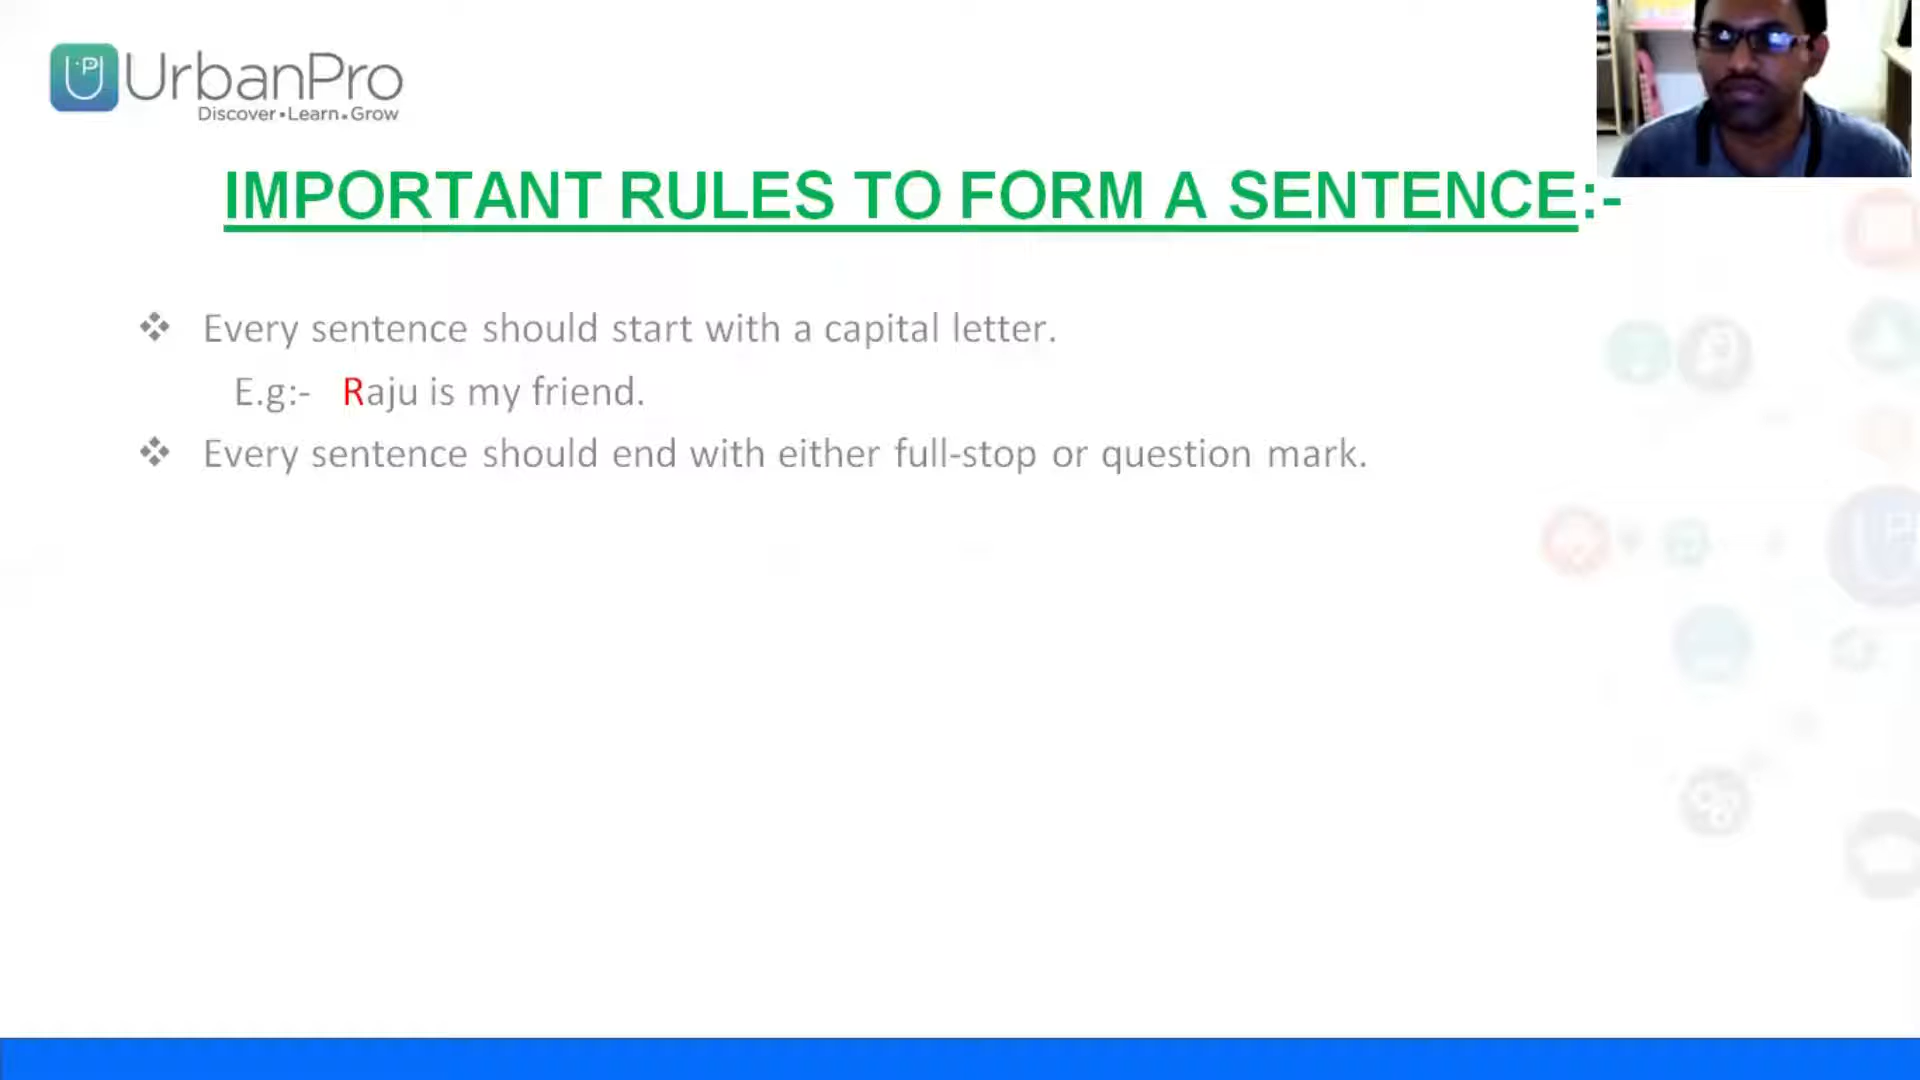 UrbanPro
Discover • Learn • Grow
IMPORTANT RULES TO FORM A SENTENCE:-
❖ Every sentence should start with a capital letter.
E.g:- Raju is my friend.
❖ Every sentence should end with either full-stop or question mark.